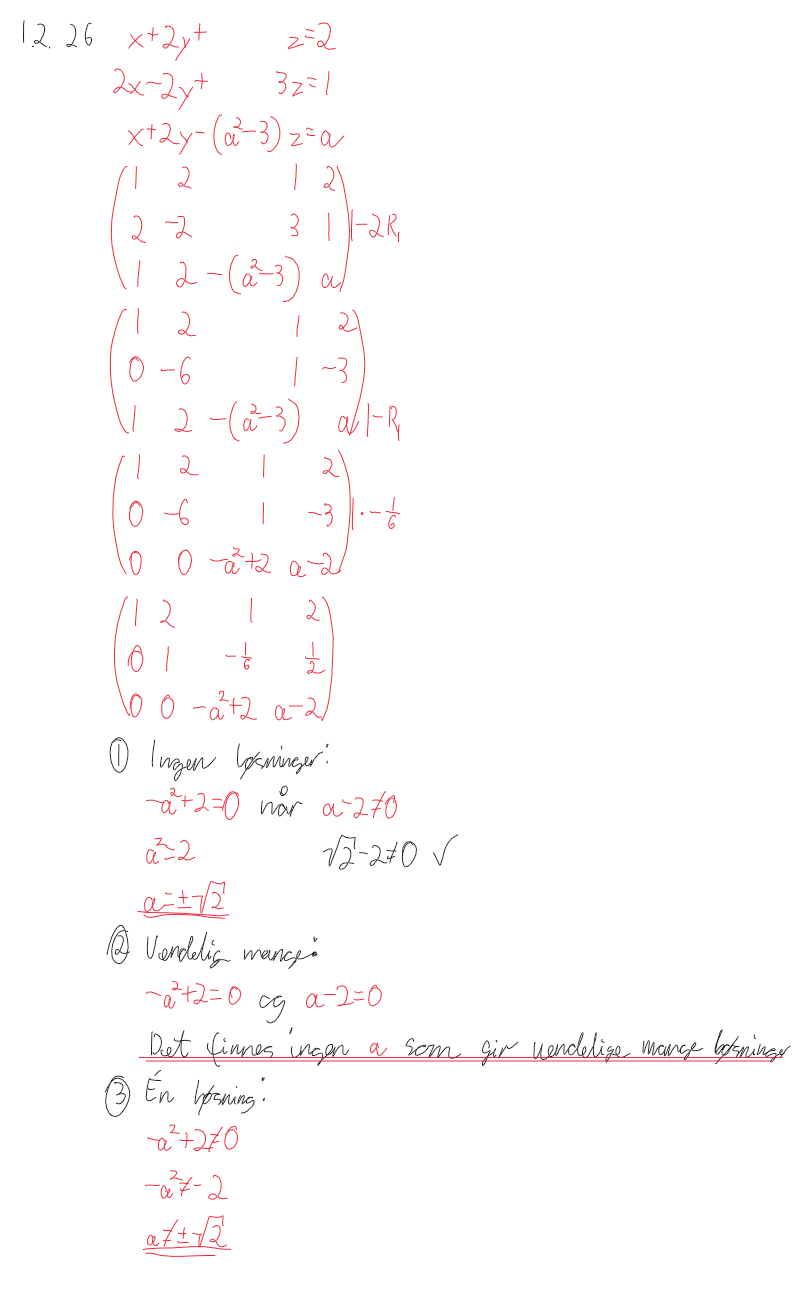 1.2. 26 x+2y+ z=2
2x-2y+ 3z=1
x+2y-(a²-3)z=a
1 2 1 2
2 -2 3 1 |-2R₁
1 2 -(a²-3) a
1 2 1 2
0 -6 1 -3
1 2 -(a²-3) a |-R₁
1 2 1 2
0 -6 1 -3 |·-1/6
0 0 -a²+2 a-2
1 2 1 2
0 1 -1/6 1/2
0 0 -a²+2 a-2
① Ingen løsninger:
-a²+2=0 når a-2≠0
a²=2 √2-2≠0 ✓
a=±√2
② Uendelig mange:
-a²+2=0 og a-2=0
Det finnes ingen a som gir uendelige mange løsninger
③ Én løsning:
-a²+2≠0
-a²≠-2
a≠±√2